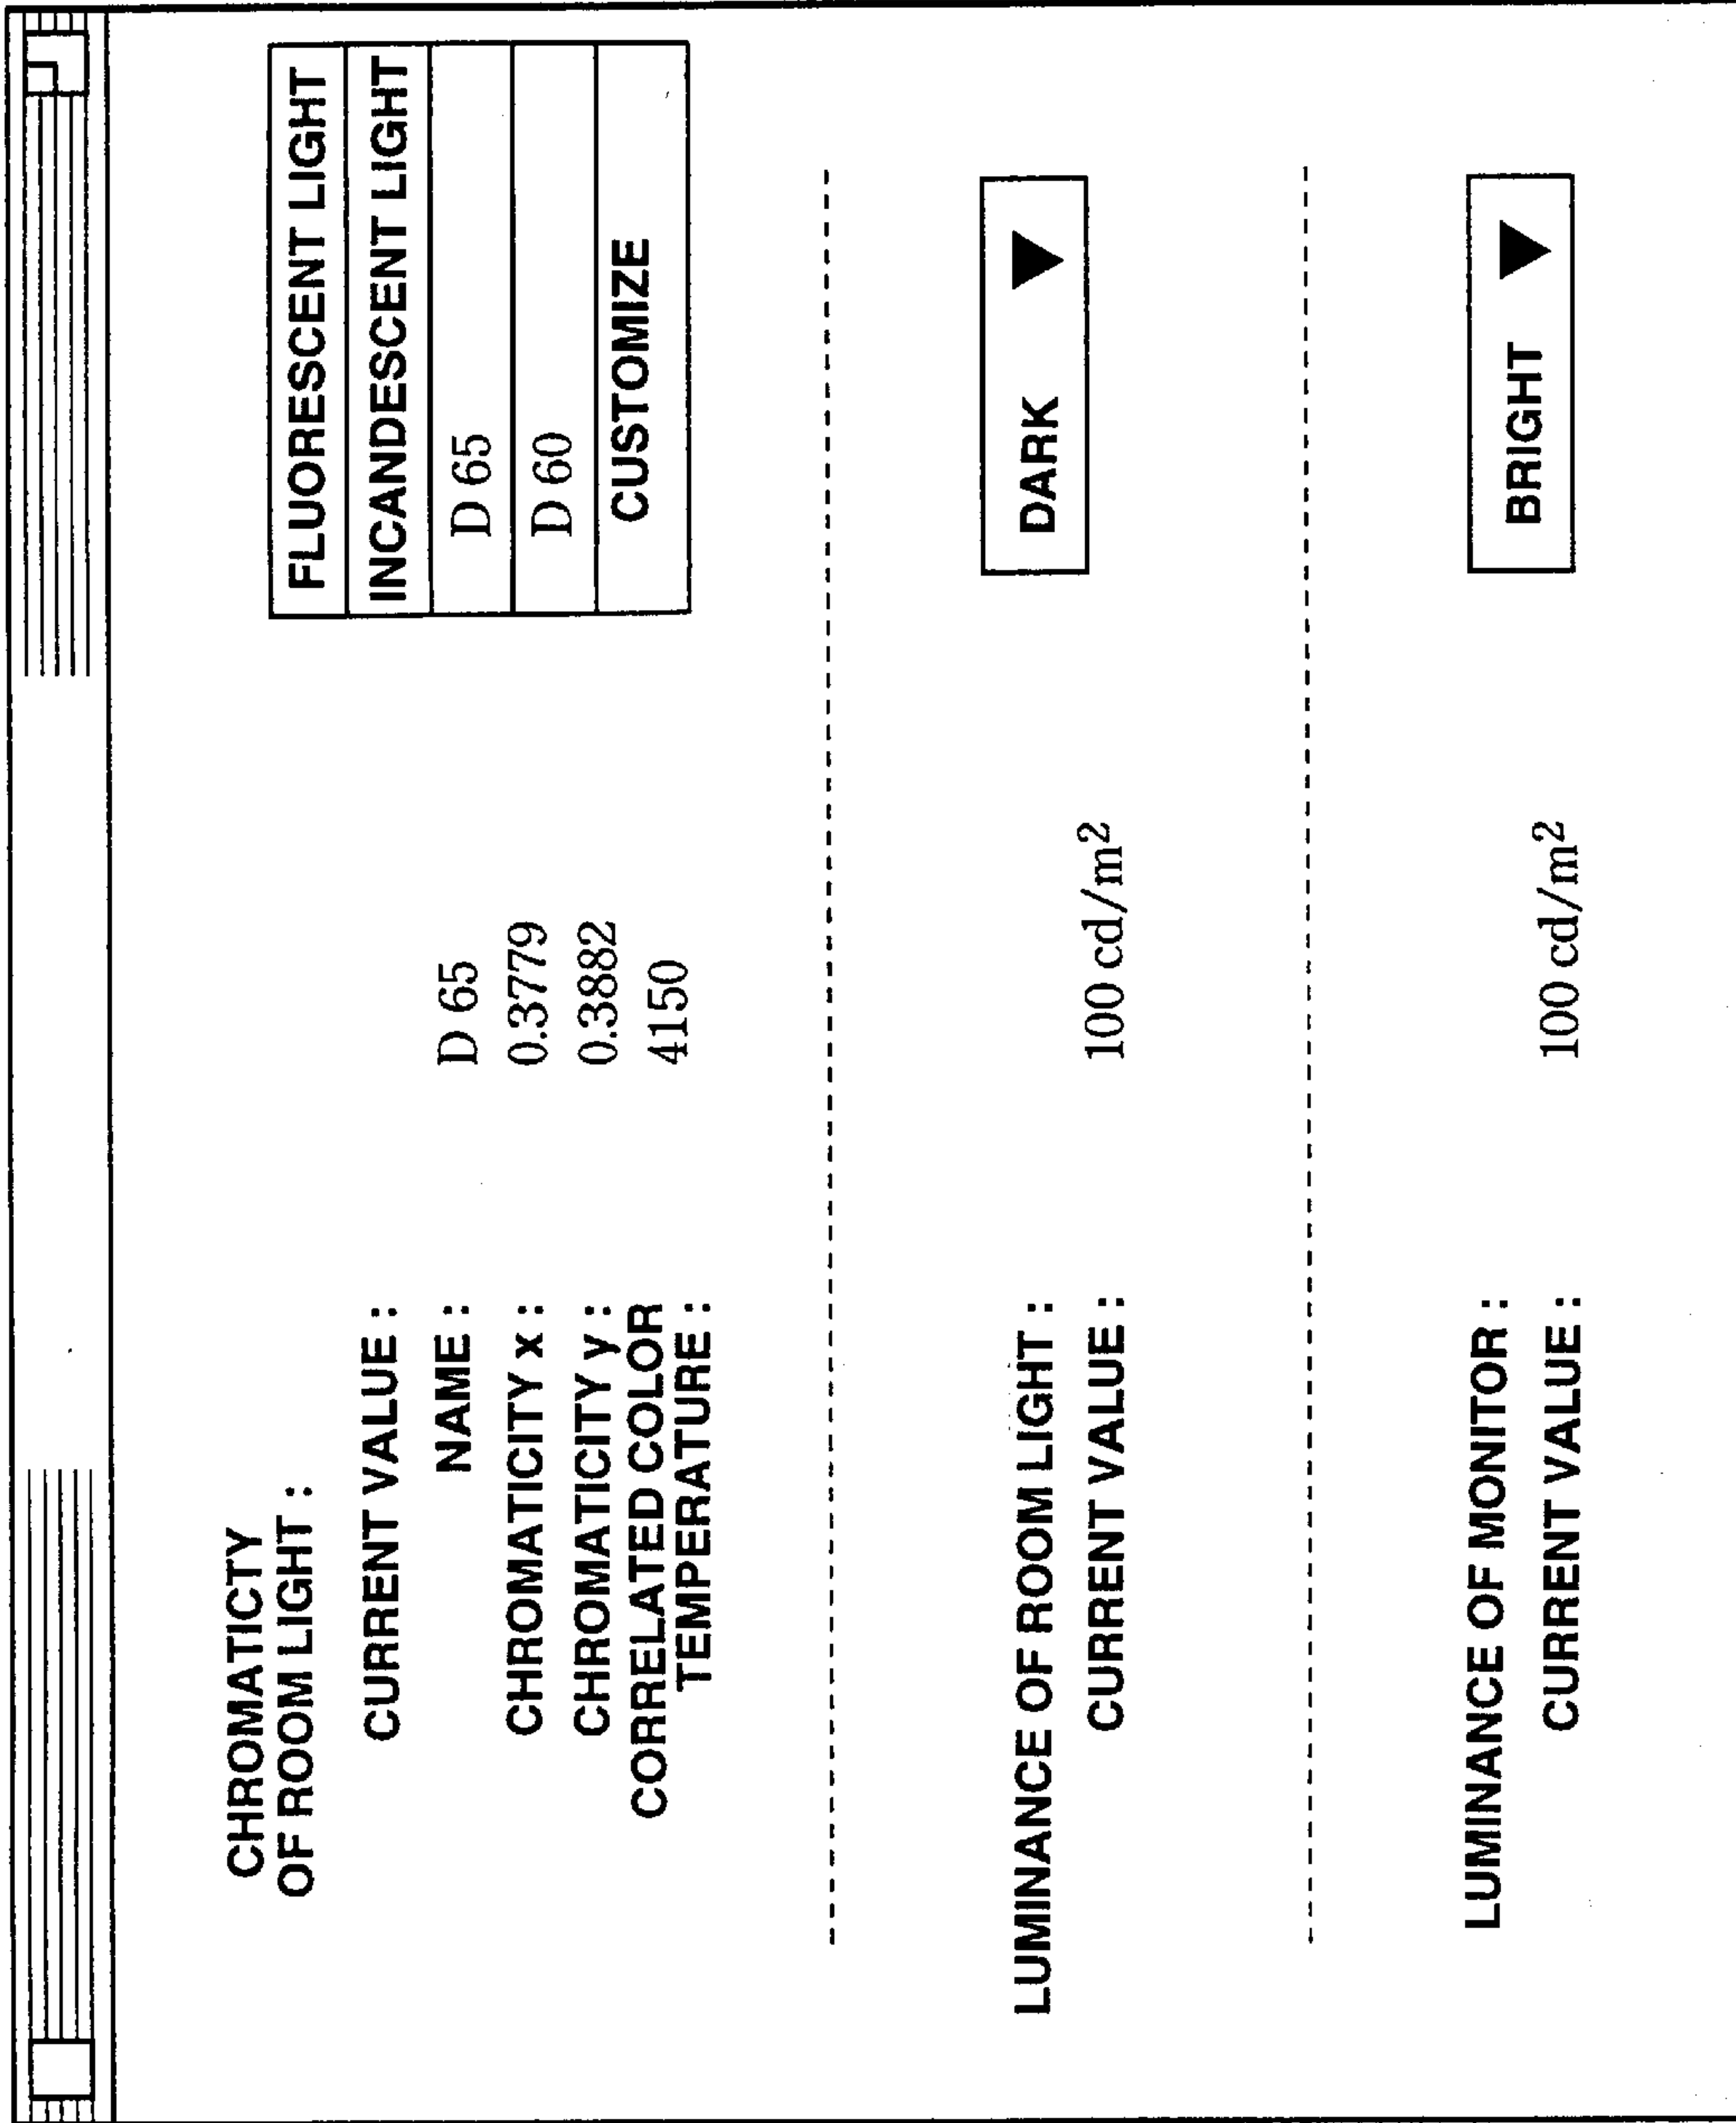 CHROMATICTY
OF ROOM LIGHT :
CURRENT VALUE :
NAME : D 65
CHROMATICITY x : 0.3779
CHROMATICITY y : 0.3882
CORRELATED COLOR
TEMPERATURE : 4150
FLUORESCENT LIGHT
INCANDESCENT LIGHT
D 65
D 60
CUSTOMIZE
LUMINANCE OF ROOM LIGHT : DARK ▼
CURRENT VALUE : 100 cd/m²
LUMINANCE OF MONITOR : BRIGHT ▼
CURRENT VALUE : 100 cd/m²